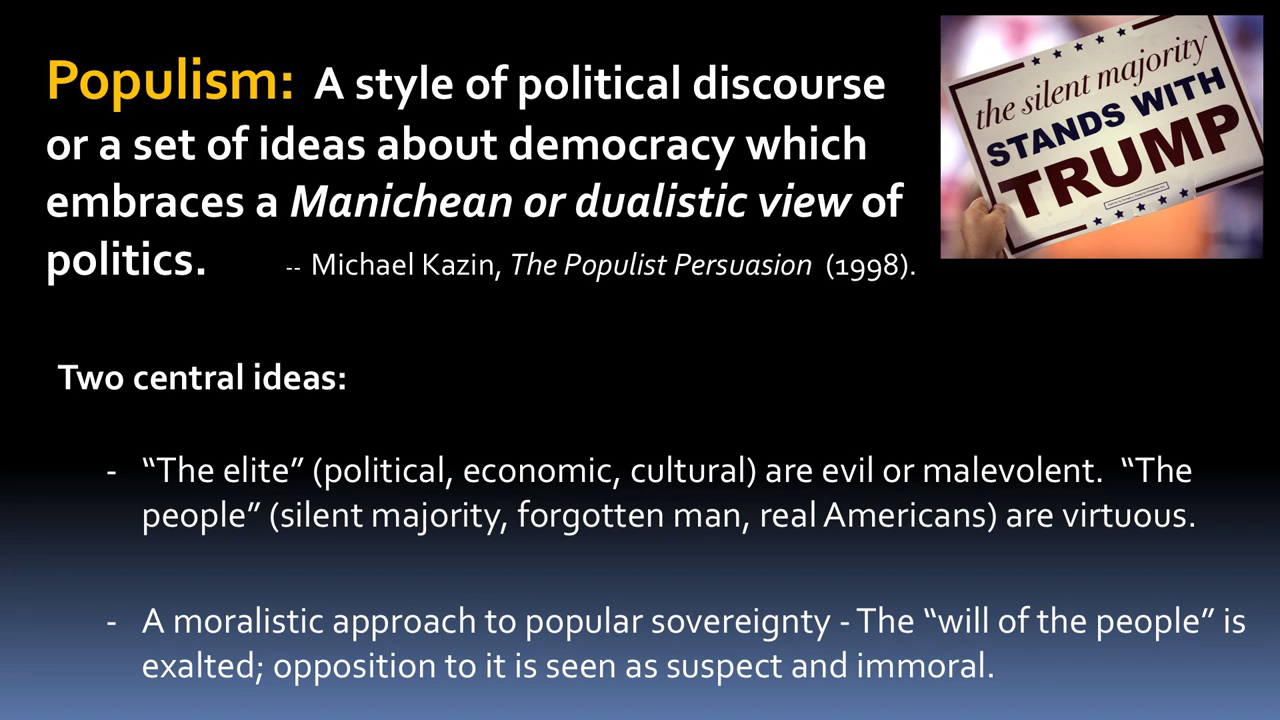 Populism: A style of political discourse
or a set of ideas about democracy which
embraces a Manichean or dualistic view of
politics. -- Michael Kazin, The Populist Persuasion (1998).
the silent majority
STANDS WITH
TRUMP
Two central ideas:
- “The elite” (political, economic, cultural) are evil or malevolent. “The
people” (silent majority, forgotten man, real Americans) are virtuous.
- A moralistic approach to popular sovereignty - The “will of the people” is
exalted; opposition to it is seen as suspect and immoral.